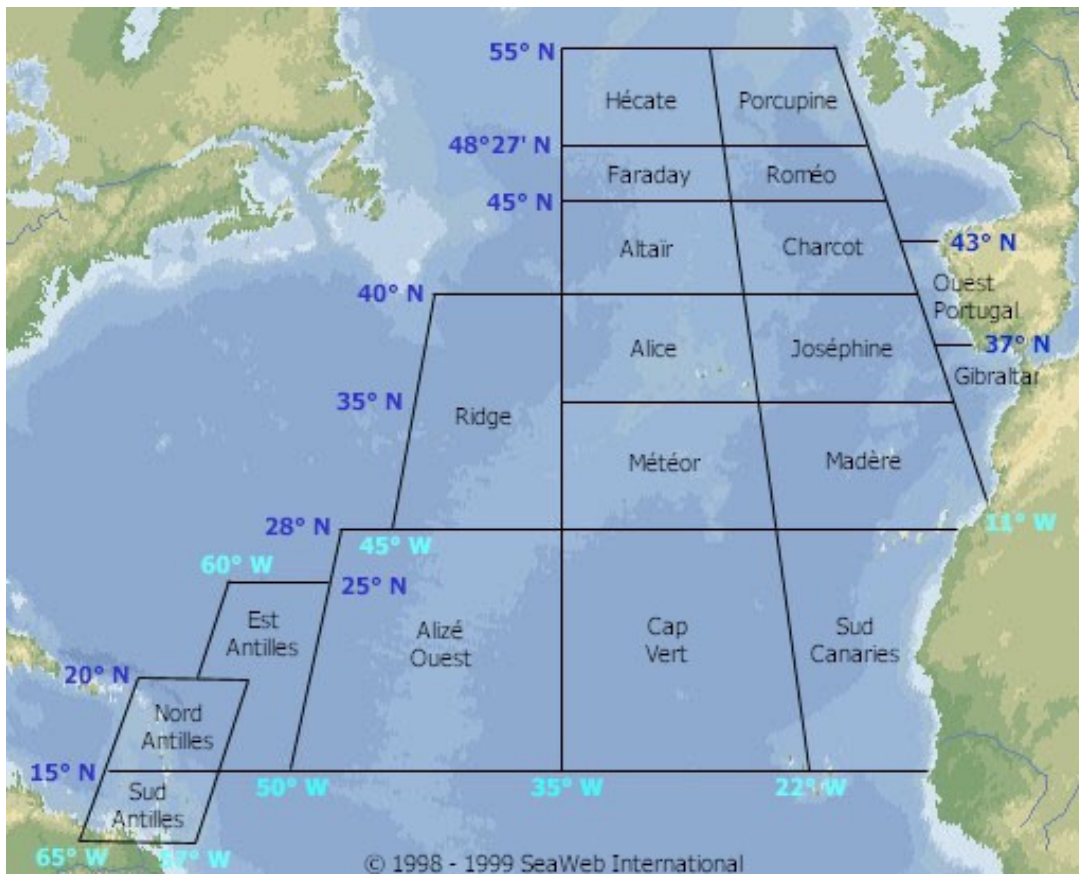 55° N
Hécate
Porcupine
48°27' N
Faraday
Roméo
45° N
Altaïr
Charcot
43° N
40° N
Ouest
Portugal
Alice
Joséphine
37° N
Gibraltar
35° N
Ridge
Météor
Madère
11° W
28° N
45° W
60° W
25° N
Est
Antilles
Alizé
Ouest
Cap
Vert
Sud
Canaries
20° N
Nord
Antilles
15° N
50° W
35° W
22° W
Sud
Antilles
65° W
57° W
© 1998 - 1999 SeaWeb International